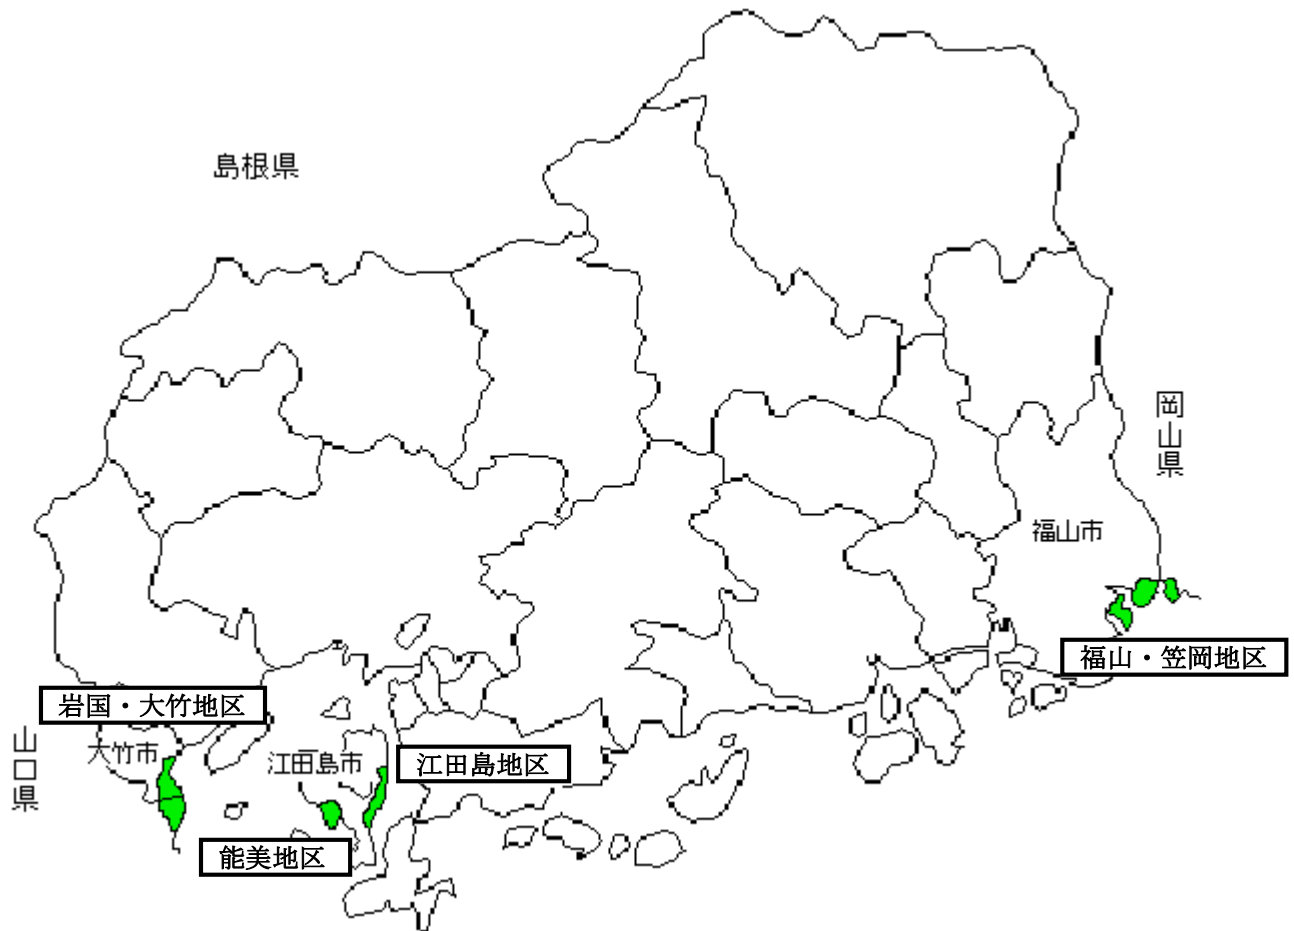 島根県
岡山県
福山市
福山・笠岡地区
岩国・大竹地区
山口県
大竹市
江田島市
江田島地区
能美地区